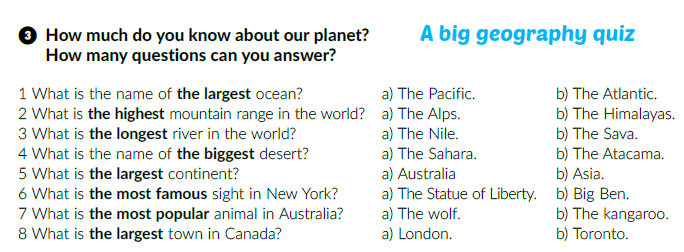 3 How much do you know about our planet?
How many questions can you answer?
A big geography quiz
1 What is the name of the largest ocean? a) The Pacific. b) The Atlantic.
2 What is the highest mountain range in the world? a) The Alps. b) The Himalayas.
3 What is the longest river in the world? a) The Nile. b) The Sava.
4 What is the name of the biggest desert? a) The Sahara. b) The Atacama.
5 What is the largest continent? a) Australia b) Asia.
6 What is the most famous sight in New York? a) The Statue of Liberty. b) Big Ben.
7 What is the most popular animal in Australia? a) The wolf. b) The kangaroo.
8 What is the largest town in Canada? a) London. b) Toronto.